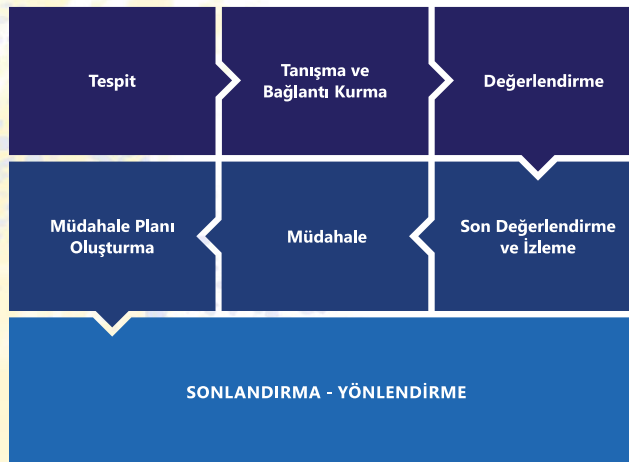 Tespit
Tanışma ve
Bağlantı Kurma
Değerlendirme
Müdahale Planı
Oluşturma
Müdahale
Son Değerlendirme
ve İzleme
SONLANDIRMA - YÖNLENDİRME